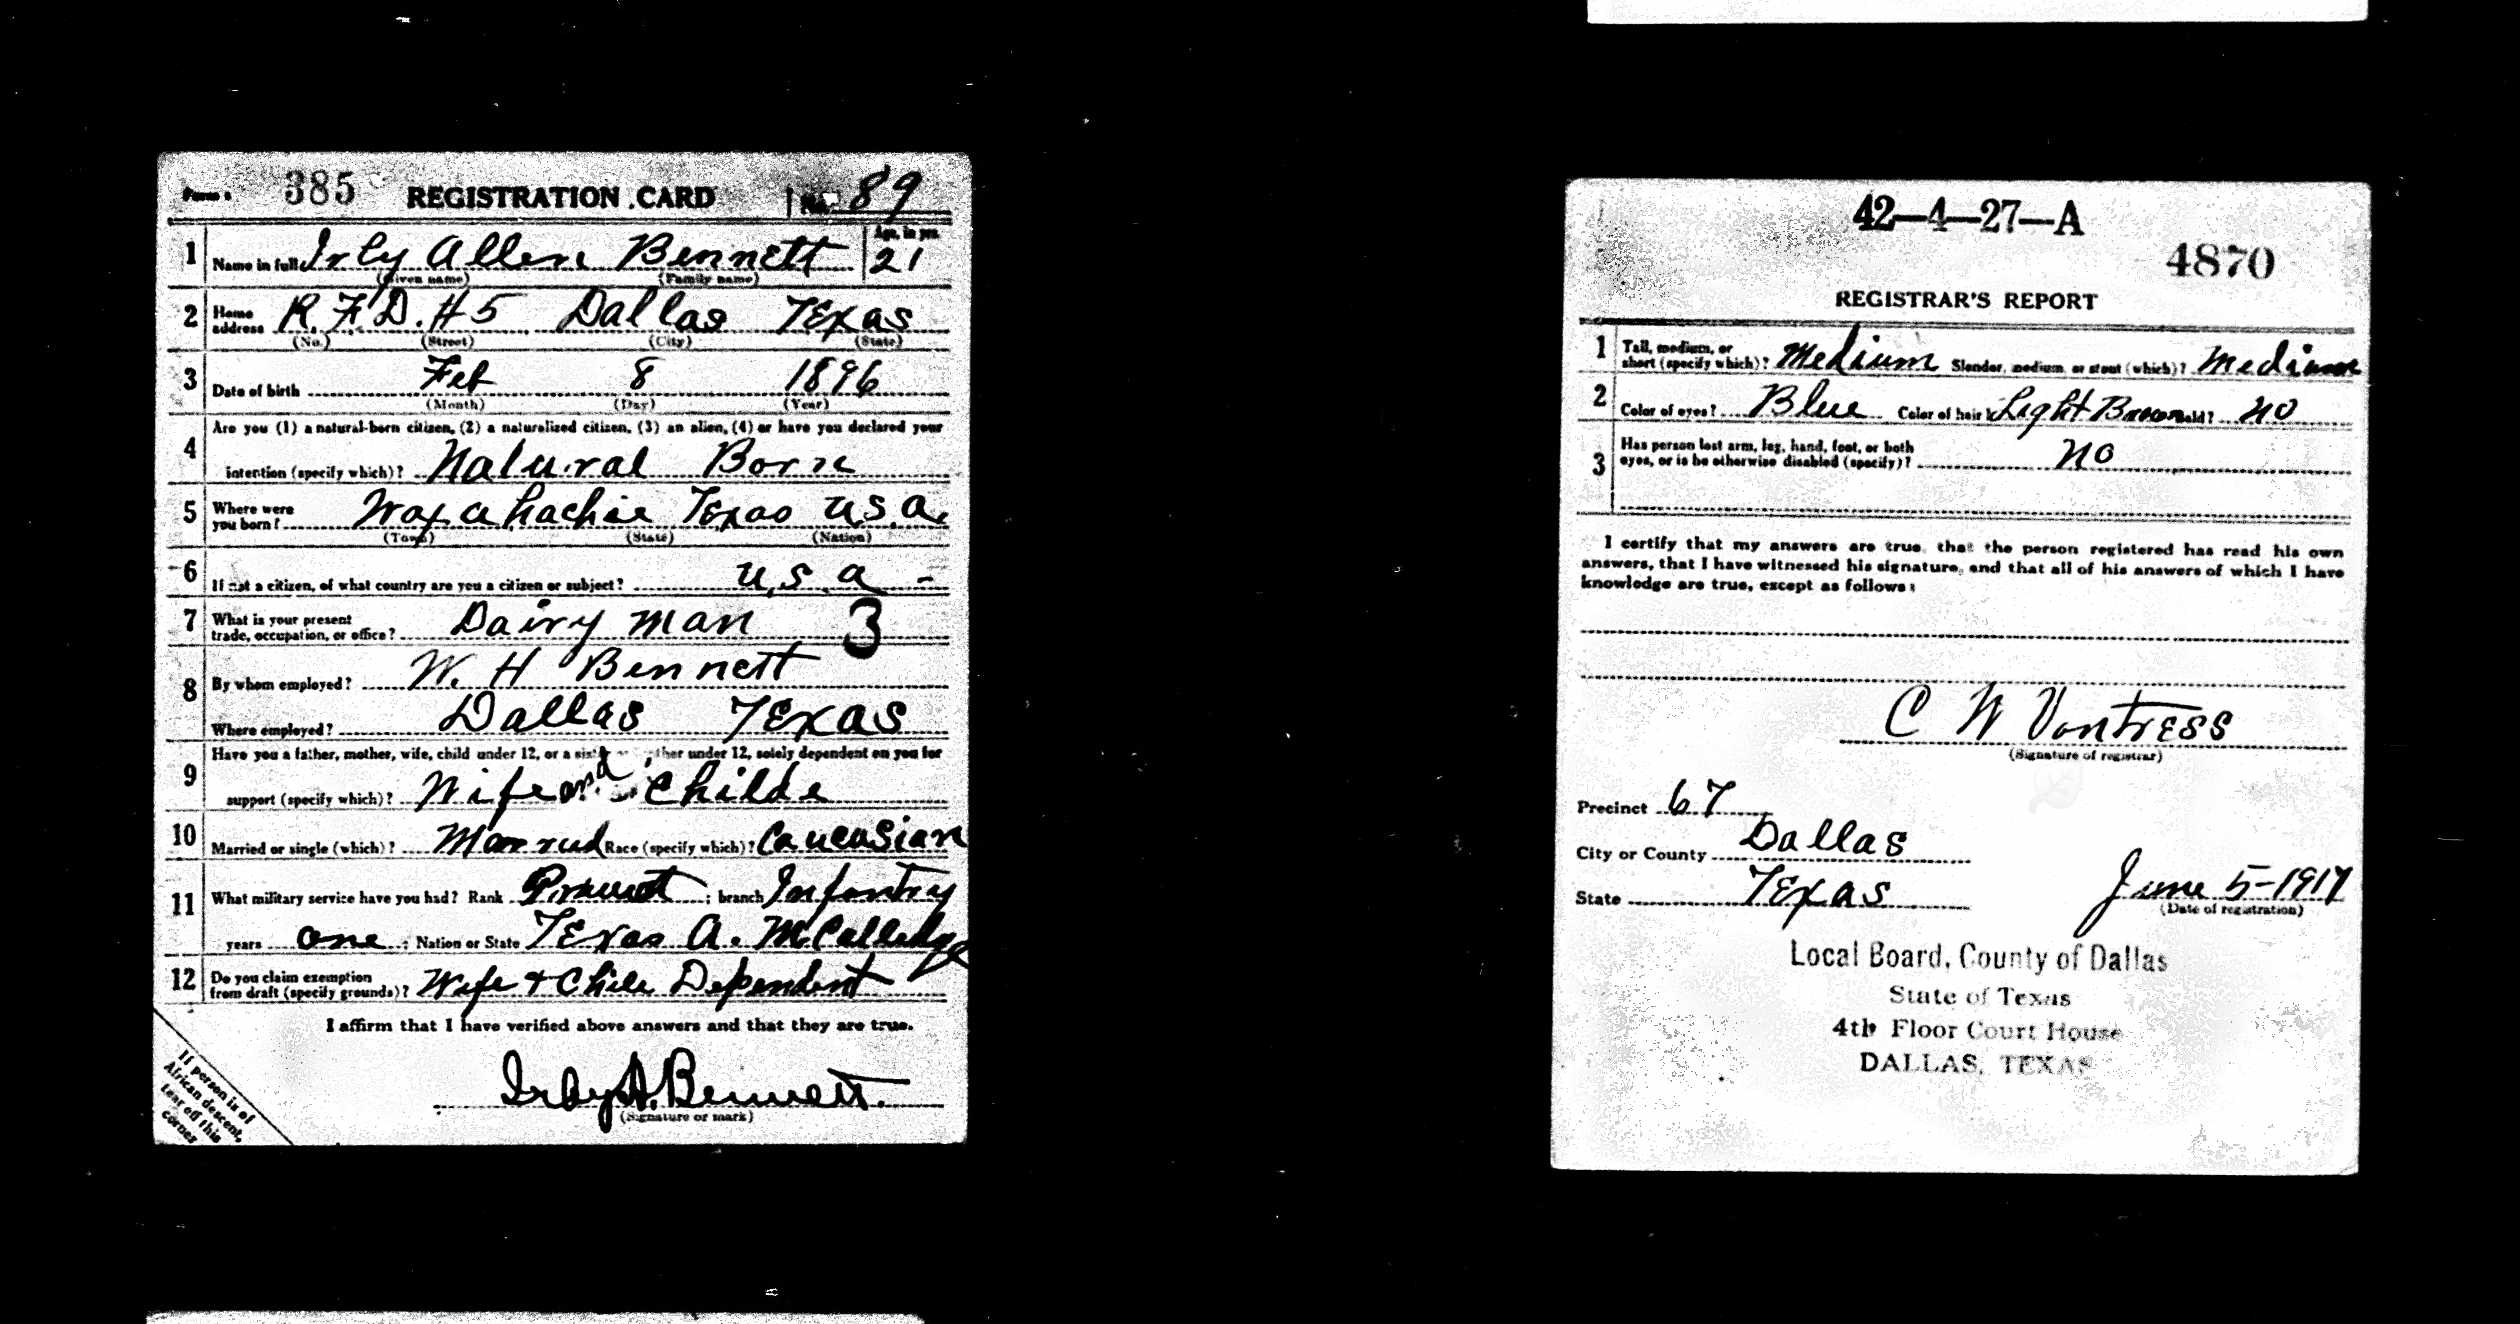 Form 1 385 REGISTRATION CARD No. 89
1 Name in full Irby Allen Bennett Age, in yrs. 21
(Given name) (Family name)
2 Home address R.F.D. #5 Dallas Texas
(No.) (Street) (City) (State)
3 Date of birth Feb 8 1896
(Month) (Day) (Year)
4 Are you (1) a natural-born citizen, (2) a naturalized citizen, (3) an alien, (4) or have you declared your
intention (specify which)? Natural Born
5 Where were you born? Waxahachie Texas U.S.A.
(Town) (State) (Nation)
6 If not a citizen, of what country are you a citizen or subject? U.S.A -
7 What is your present trade, occupation, or office? Dairy Man 3
8 By whom employed? W. H Bennett
Where employed? Dallas Texas
9 Have you a father, mother, wife, child under 12, or a sister or brother under 12, solely dependent on you for
support (specify which)? Wife and Childe
10 Married or single (which)? Married Race (specify which)? Caucasian
11 What military service have you had? Rank ; branch Infantry
years one ; Nation or State Texas A. M. Colledge
12 Do you claim exemption from draft (specify grounds)? Wife + Chile Dependent
I affirm that I have verified above answers and that they are true.
Irby A. Bennett.
(Signature or mark)
If person is of
African descent,
tear off this
corner
42—4—27—A
4870
REGISTRAR'S REPORT
1 Tall, medium, or short (specify which)? Medium Slender, medium, or stout (which)? Medium
2 Color of eyes? Blue Color of hair? Light Brown Bald? No
3 Has person lost arm, leg, hand, foot, or both
eyes, or is he otherwise disabled (specify)? No
I certify that my answers are true, that the person registered has read his own
answers, that I have witnessed his signature, and that all of his answers of which I have
knowledge are true, except as follows:
C W Vontress
(Signature of registrar)
Precinct 67
City or County Dallas
State Texas June 5-1917
(Date of registration)
Local Board, County of Dallas
State of Texas
4th Floor Court House
DALLAS, TEXAS